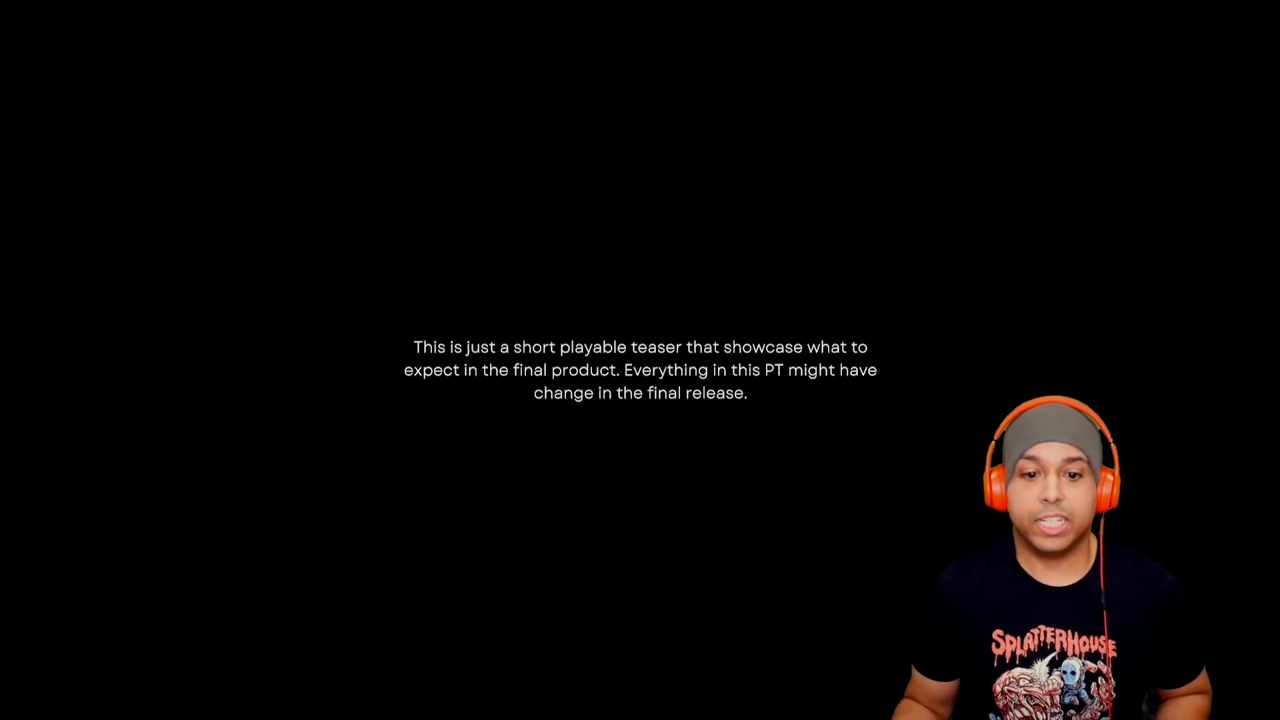 This is just a short playable teaser that showcase what to
expect in the final product. Everything in this PT might have
change in the final release.
SPLATTERHOUSE